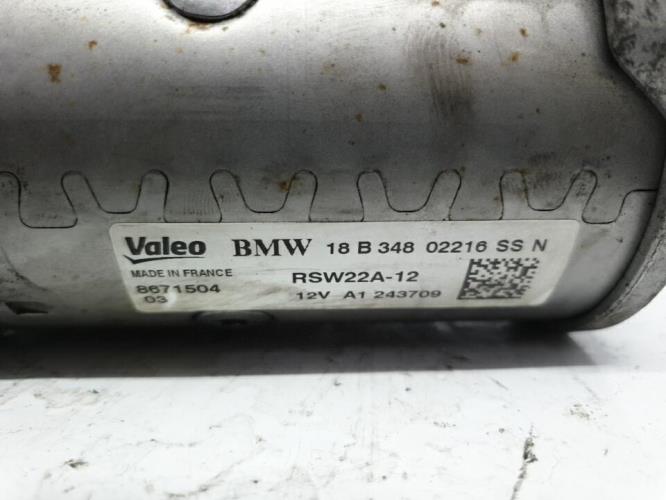 Valeo BMW 18 B 348 02216 SS N
MADE IN FRANCE RSW22A-12
8671504 12V A1 243709
03